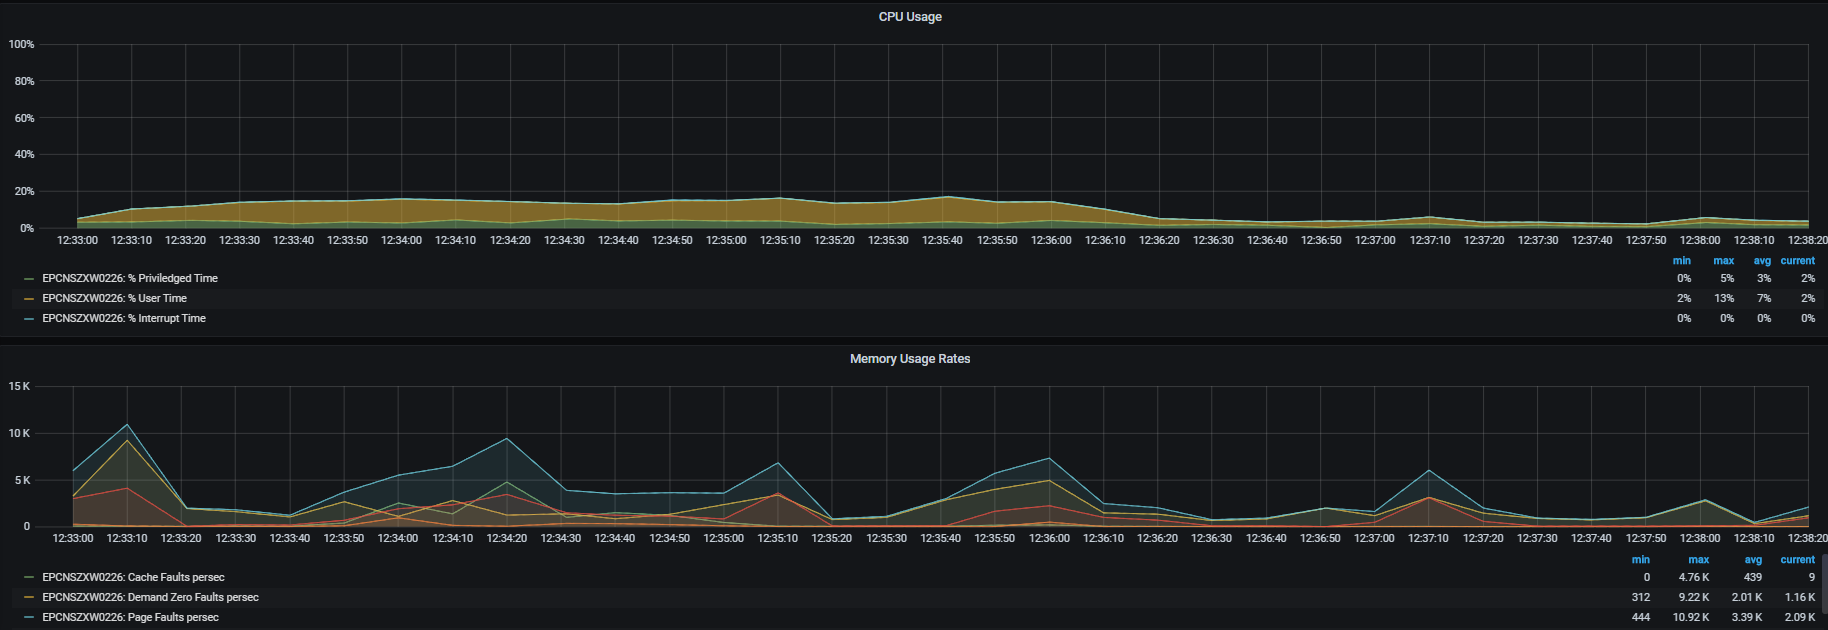 CPU Usage
100%
80%
60%
40%
20%
0%
12:33:00 12:33:10 12:33:20 12:33:30 12:33:40 12:33:50 12:34:00 12:34:10 12:34:20 12:34:30 12:34:40 12:34:50 12:35:00 12:35:10 12:35:20 12:35:30 12:35:40 12:35:50 12:36:00 12:36:10 12:36:20 12:36:30 12:36:40 12:36:50 12:37:00 12:37:10 12:37:20 12:37:30 12:37:40 12:37:50 12:38:00 12:38:10 12:38:20
min max avg current
EPCNSZXW0226: % Priviledged Time 0% 5% 3% 2%
EPCNSZXW0226: % User Time 2% 13% 7% 2%
EPCNSZXW0226: % Interrupt Time 0% 0% 0% 0%
Memory Usage Rates
15 K
10 K
5 K
0
12:33:00 12:33:10 12:33:20 12:33:30 12:33:40 12:33:50 12:34:00 12:34:10 12:34:20 12:34:30 12:34:40 12:34:50 12:35:00 12:35:10 12:35:20 12:35:30 12:35:40 12:35:50 12:36:00 12:36:10 12:36:20 12:36:30 12:36:40 12:36:50 12:37:00 12:37:10 12:37:20 12:37:30 12:37:40 12:37:50 12:38:00 12:38:10 12:38:20
min max avg current
EPCNSZXW0226: Cache Faults persec 0 4.76 K 439 9
EPCNSZXW0226: Demand Zero Faults persec 312 9.22 K 2.01 K 1.16 K
EPCNSZXW0226: Page Faults persec 444 10.92 K 3.39 K 2.09 K